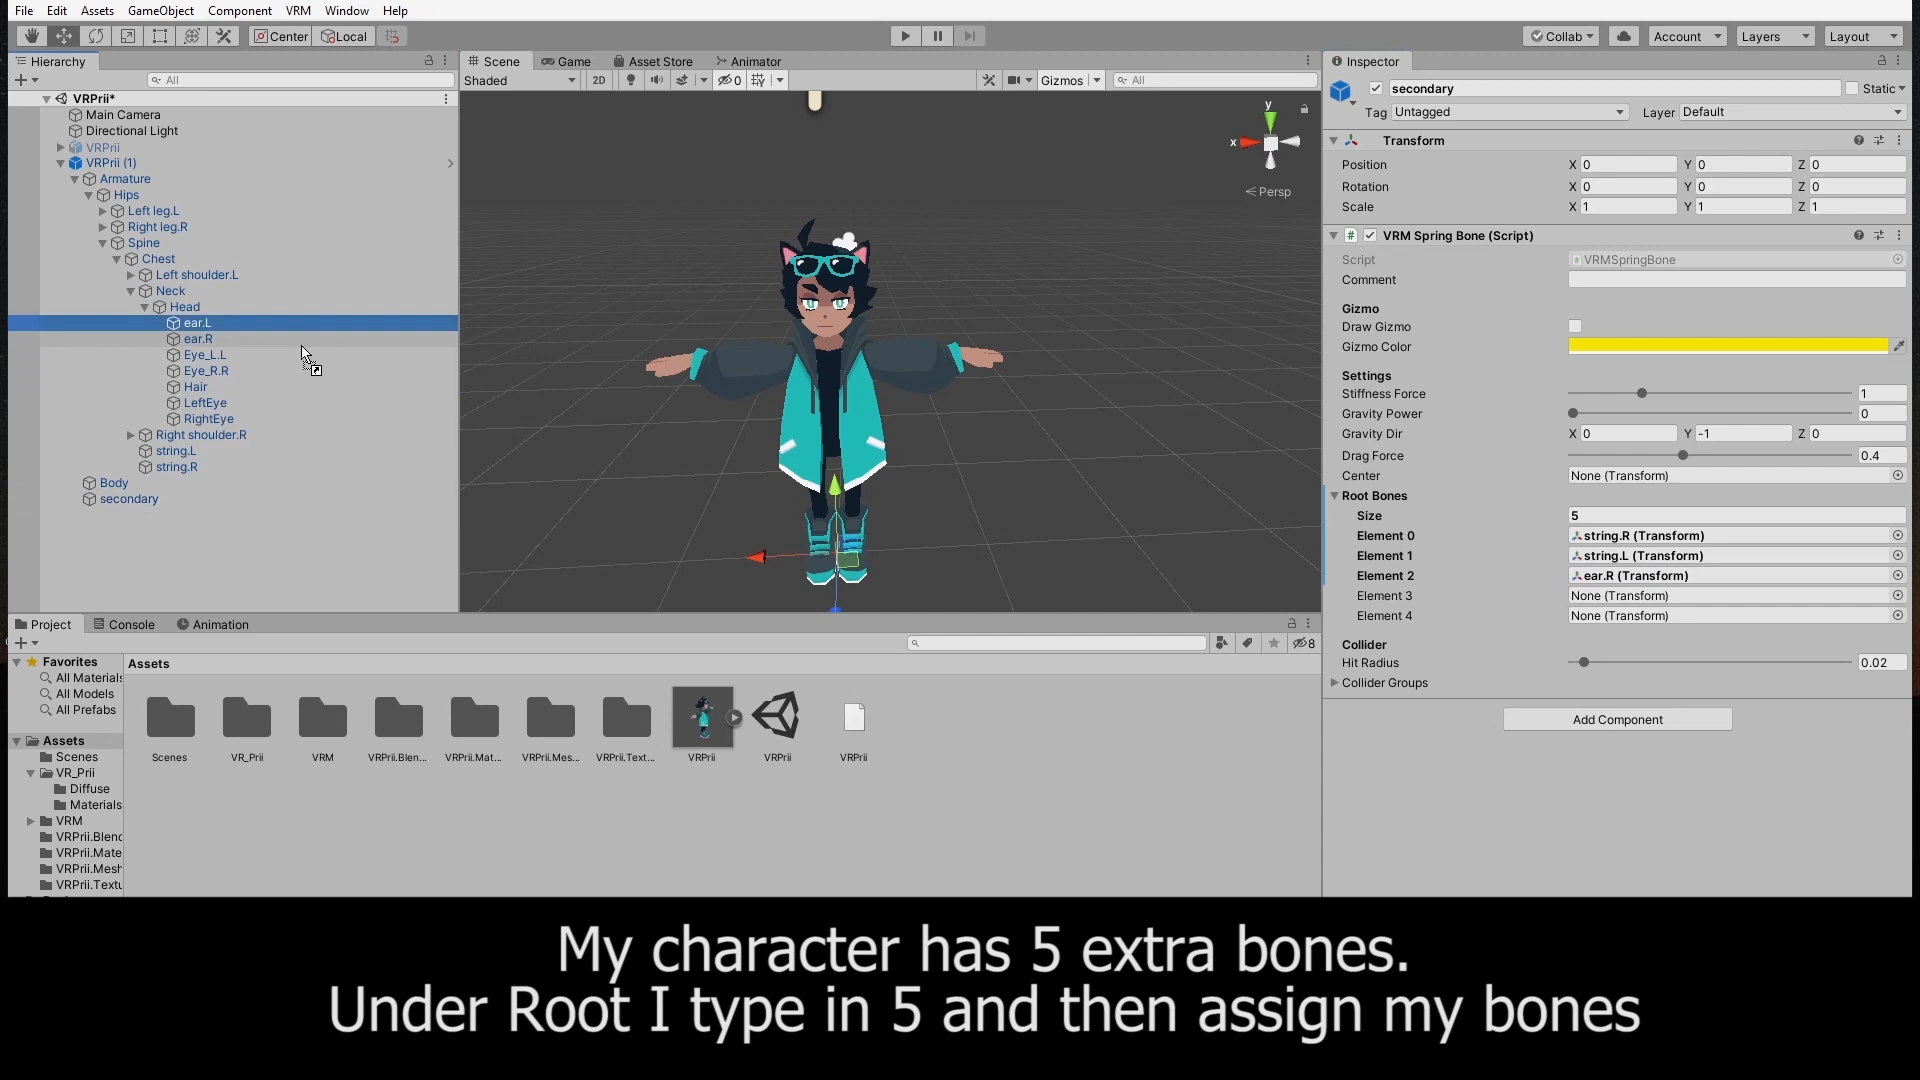 File Edit Assets GameObject Component VRM Window Help
Center Local Collab Account Layers Layout
Hierarchy
All
VRPrii*
Main Camera
Directional Light
VRPrii
VRPrii (1)
Armature
Hips
Left leg.L
Right leg.R
Spine
Chest
Left shoulder.L
Neck
Head
ear.L
ear.R
Eye_L.L
Eye_R.R
Hair
LeftEye
RightEye
Right shoulder.R
string.L
string.R
Body
secondary
Scene Game Asset Store Animator
Shaded 2D 0 Gizmos All
y
x
Persp
Inspector
secondary Static
Tag Untagged Layer Default
Transform
Position X 0 Y 0 Z 0
Rotation X 0 Y 0 Z 0
Scale X 1 Y 1 Z 1
VRM Spring Bone (Script)
Script VRMSpringBone
Comment
Gizmo
Draw Gizmo
Gizmo Color
Settings
Stiffness Force 1
Gravity Power 0
Gravity Dir X 0 Y -1 Z 0
Drag Force 0.4
Center None (Transform)
Root Bones
Size 5
Element 0 string.R (Transform)
Element 1 string.L (Transform)
Element 2 ear.R (Transform)
Element 3 None (Transform)
Element 4 None (Transform)
Collider
Hit Radius 0.02
Collider Groups
Add Component
Project Console Animation
8
Favorites
All Materials
All Models
All Prefabs
Assets
Scenes
VR_Prii
Diffuse
Materials
VRM
VRPrii.Blend
VRPrii.Mate
VRPrii.Mesh
VRPrii.Textu
Assets
Scenes VR_Prii VRM VRPrii.Blen... VRPrii.Mat... VRPrii.Mes... VRPrii.Text... VRPrii VRPrii VRPrii
My character has 5 extra bones.
Under Root I type in 5 and then assign my bones